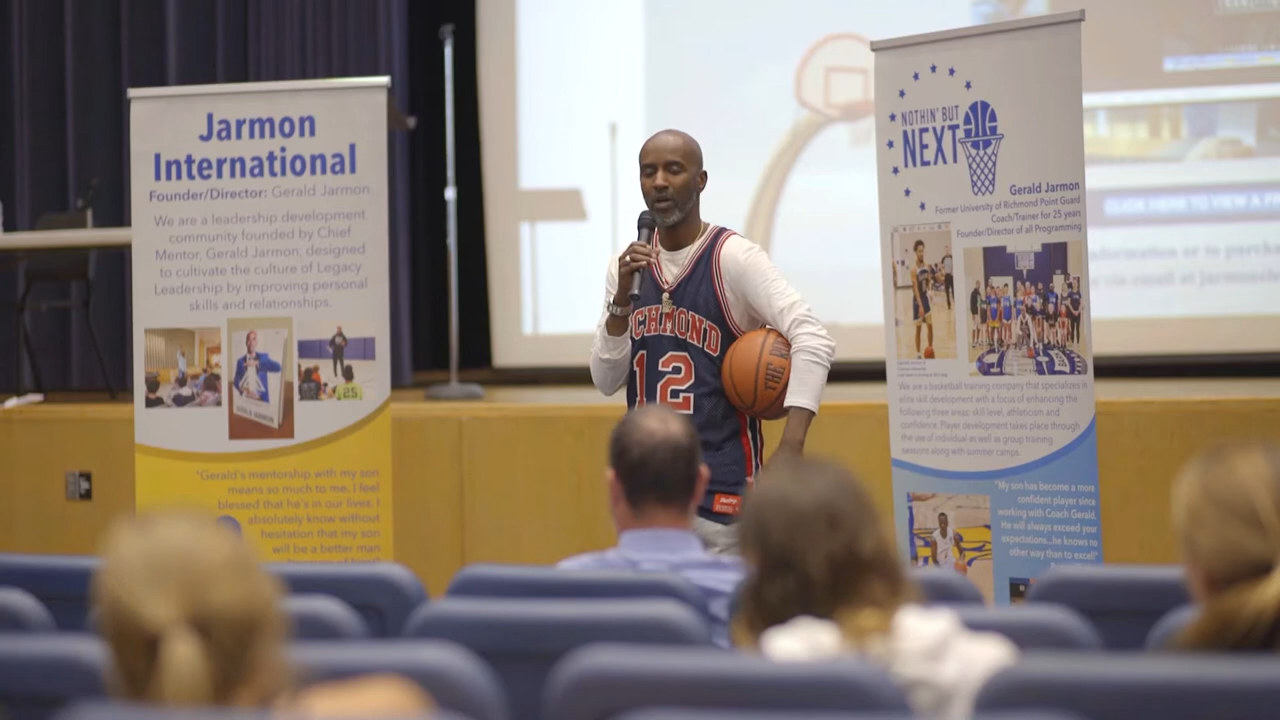 Jarmon
International
Founder/Director: Gerald Jarmon
We are a leadership development
community founded by Chief
Mentor, Gerald Jarmon, designed
to cultivate the culture of Legacy
Leadership by improving personal
skills and relationships.
25
"Gerald's mentorship with my son
means so much to me. I feel
blessed that he's in our lives. I
absolutely know without
hesitation that my son
will be a better man
RICHMOND
12
THE
NOTHIN' BUT
NEXT
Gerald Jarmon
Former University of Richmond Point Guard
Coach/Trainer for 25 years
Founder/Director of all Programming
We are a basketball training company that specializes in
elite skill development with a focus of enhancing the
following three areas: skill level, athleticism and
confidence. Player development takes place through
the use of individual as well as group training
sessions along with summer camps.
"My son has become a more
confident player since
working with Coach Gerald.
He will always exceed your
expectations...he knows no
other way than to excel!"
CLICK HERE TO VIEW A